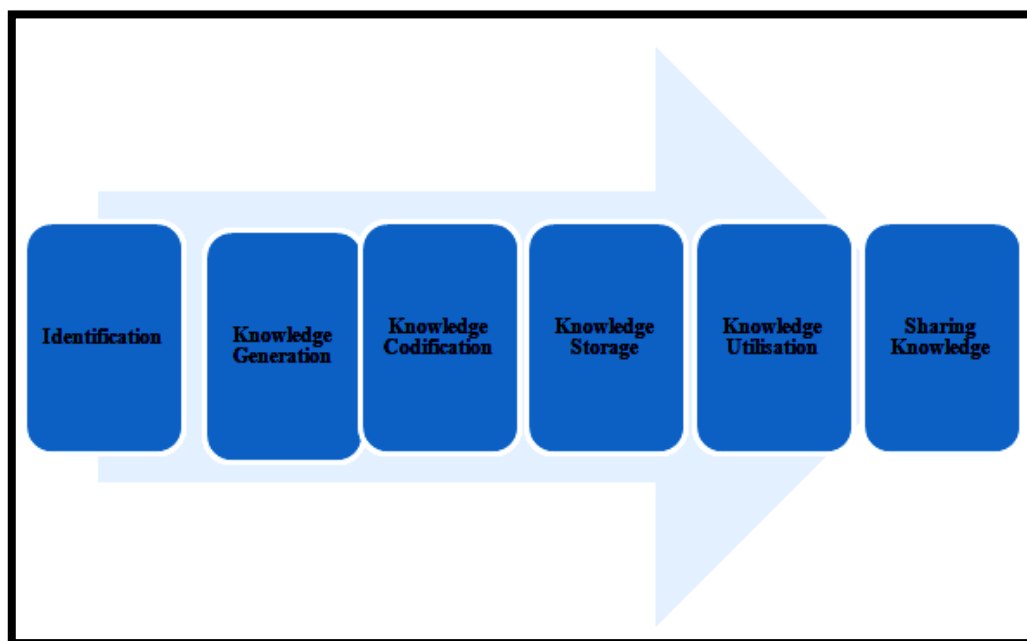 Identification
Knowledge
Generation
Knowledge
Codification
Knowledge
Storage
Knowledge
Utilisation
Sharing
Knowledge